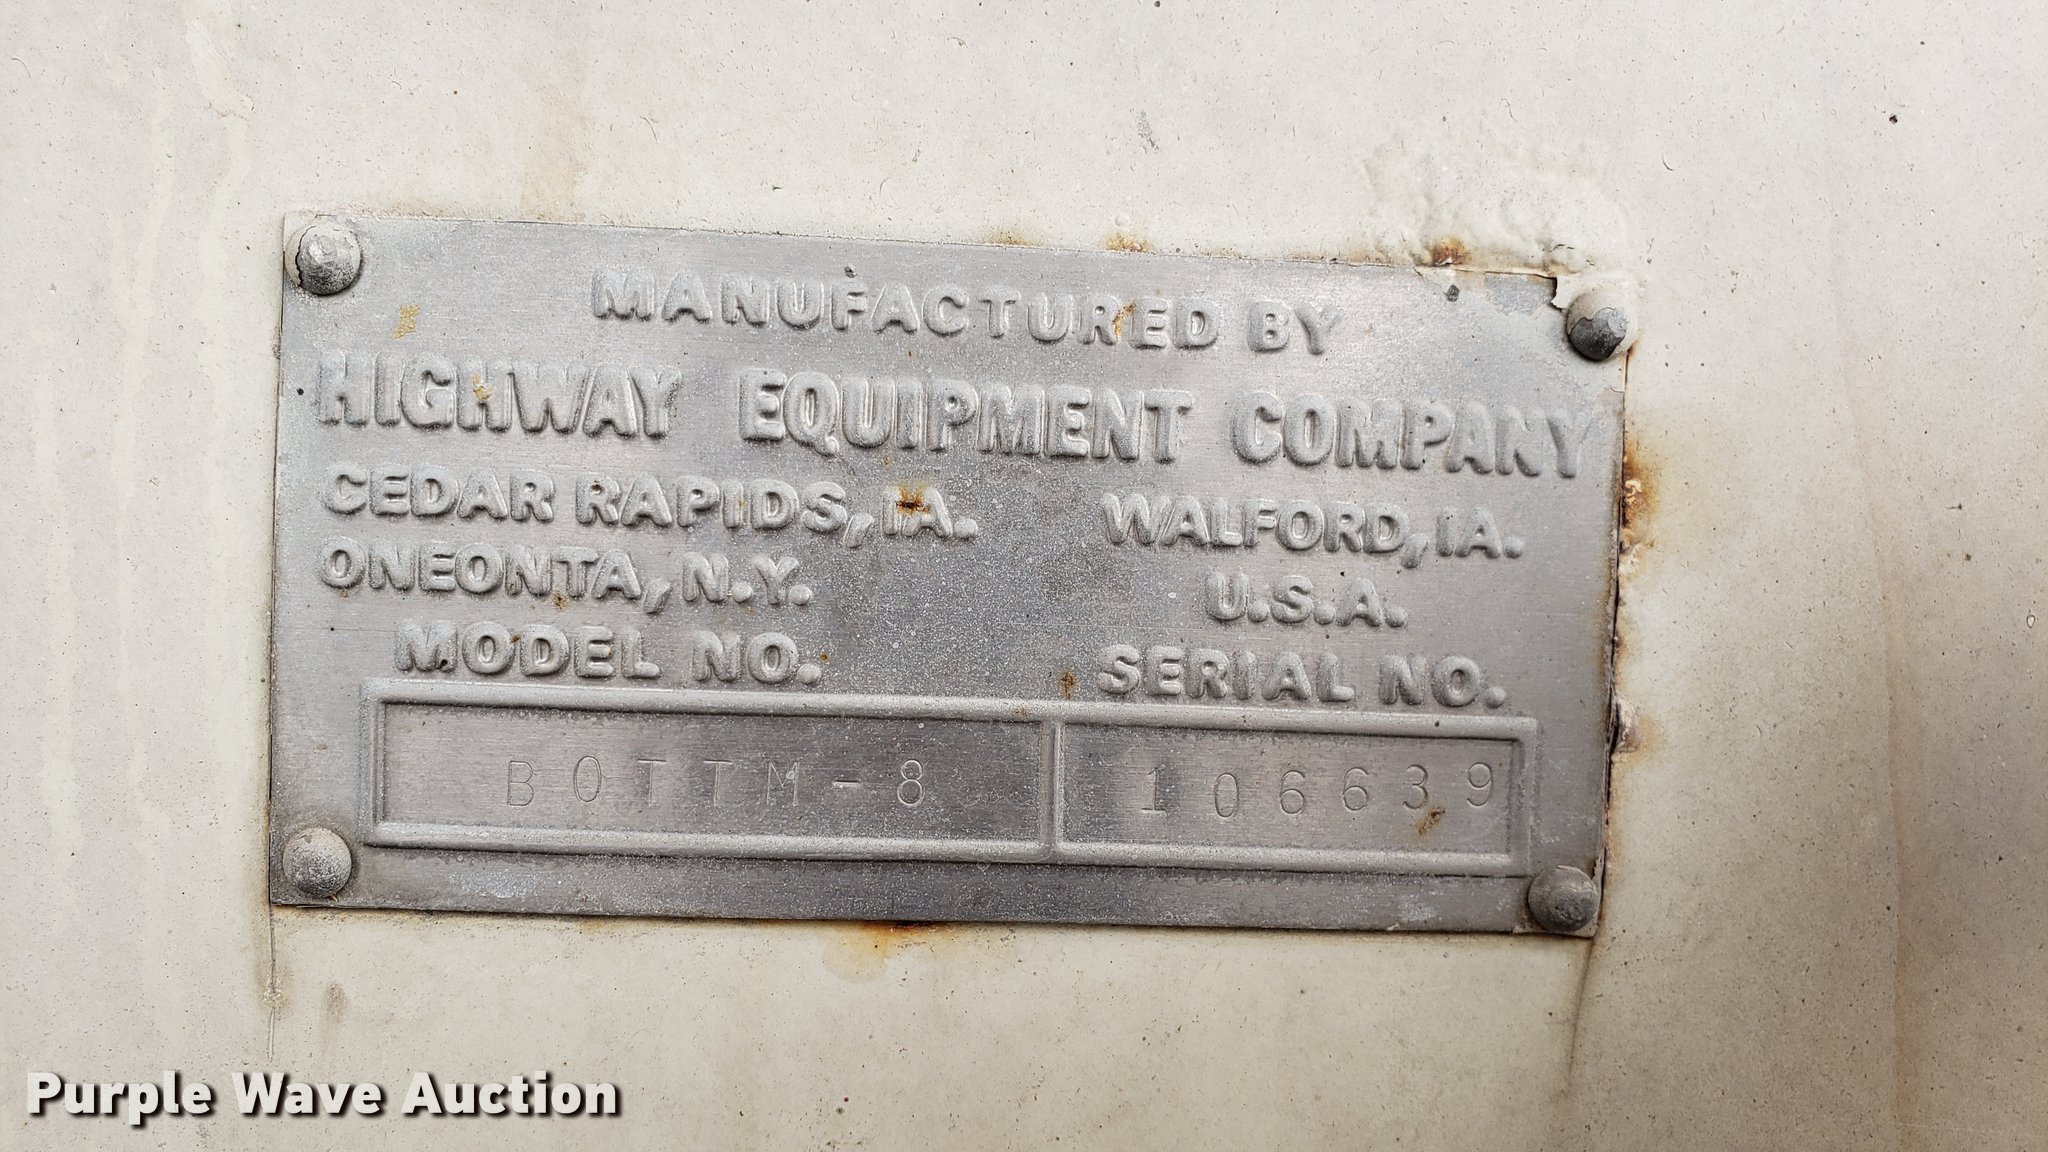 MANUFACTURED BY
HIGHWAY EQUIPMENT COMPANY
CEDAR RAPIDS, IA. WALFORD, IA.
ONEONTA, N.Y. U.S.A.
MODEL NO. SERIAL NO.
BOTTM-8 106639
Purple Wave Auction